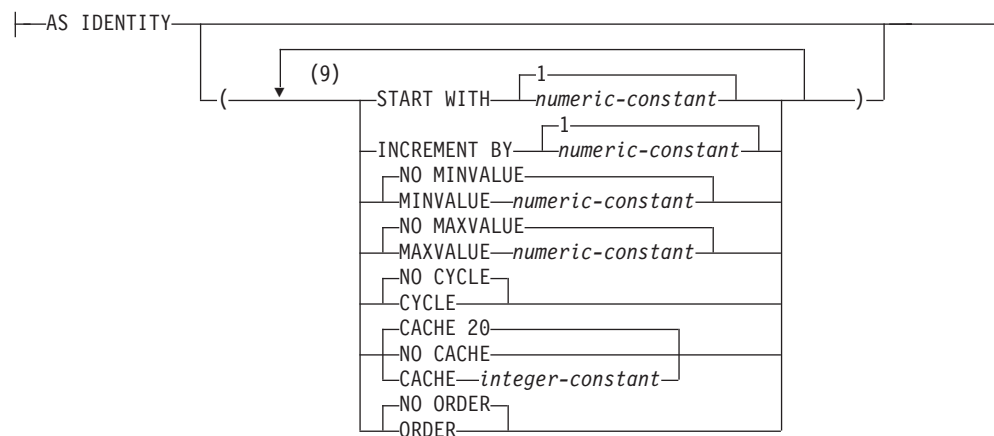 AS IDENTITY
(9)
1
( START WITH numeric-constant )
1
INCREMENT BY numeric-constant
NO MINVALUE
MINVALUE numeric-constant
NO MAXVALUE
MAXVALUE numeric-constant
NO CYCLE
CYCLE
CACHE 20
NO CACHE
CACHE integer-constant
NO ORDER
ORDER